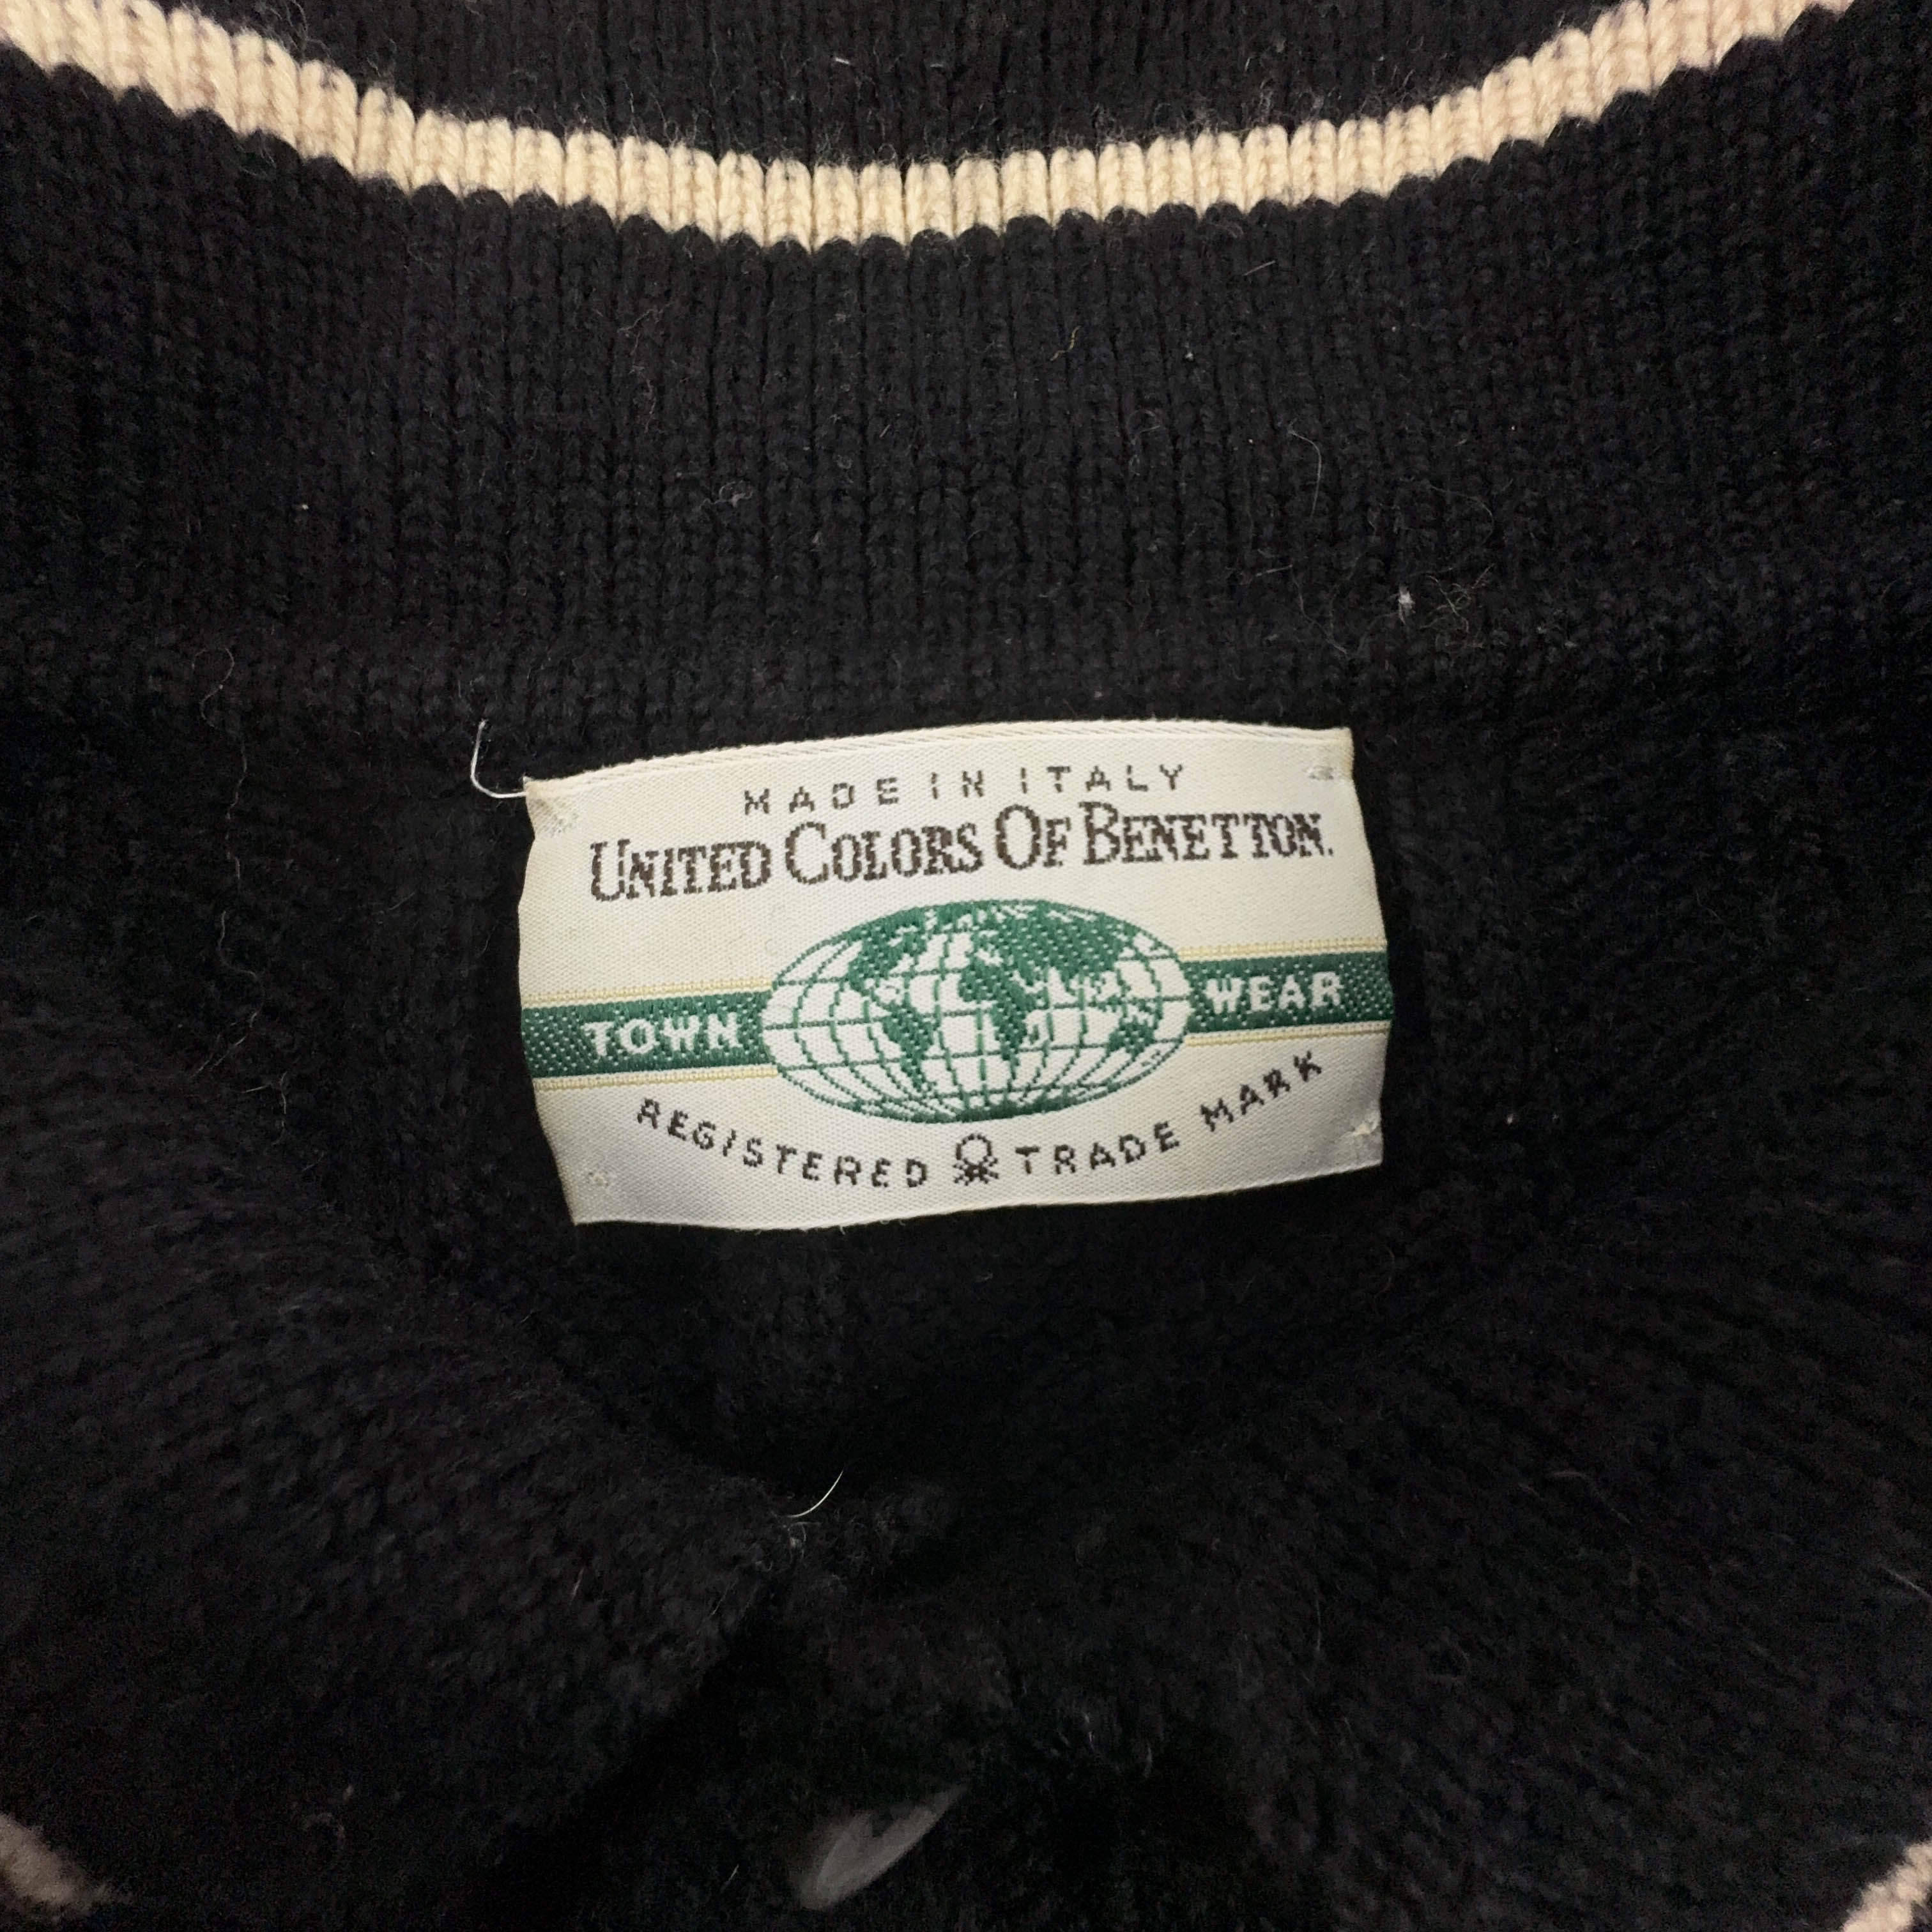 MADE IN ITALY
UNITED COLORS OF BENETTON.
TOWN WEAR
REGISTERED TRADE MARK